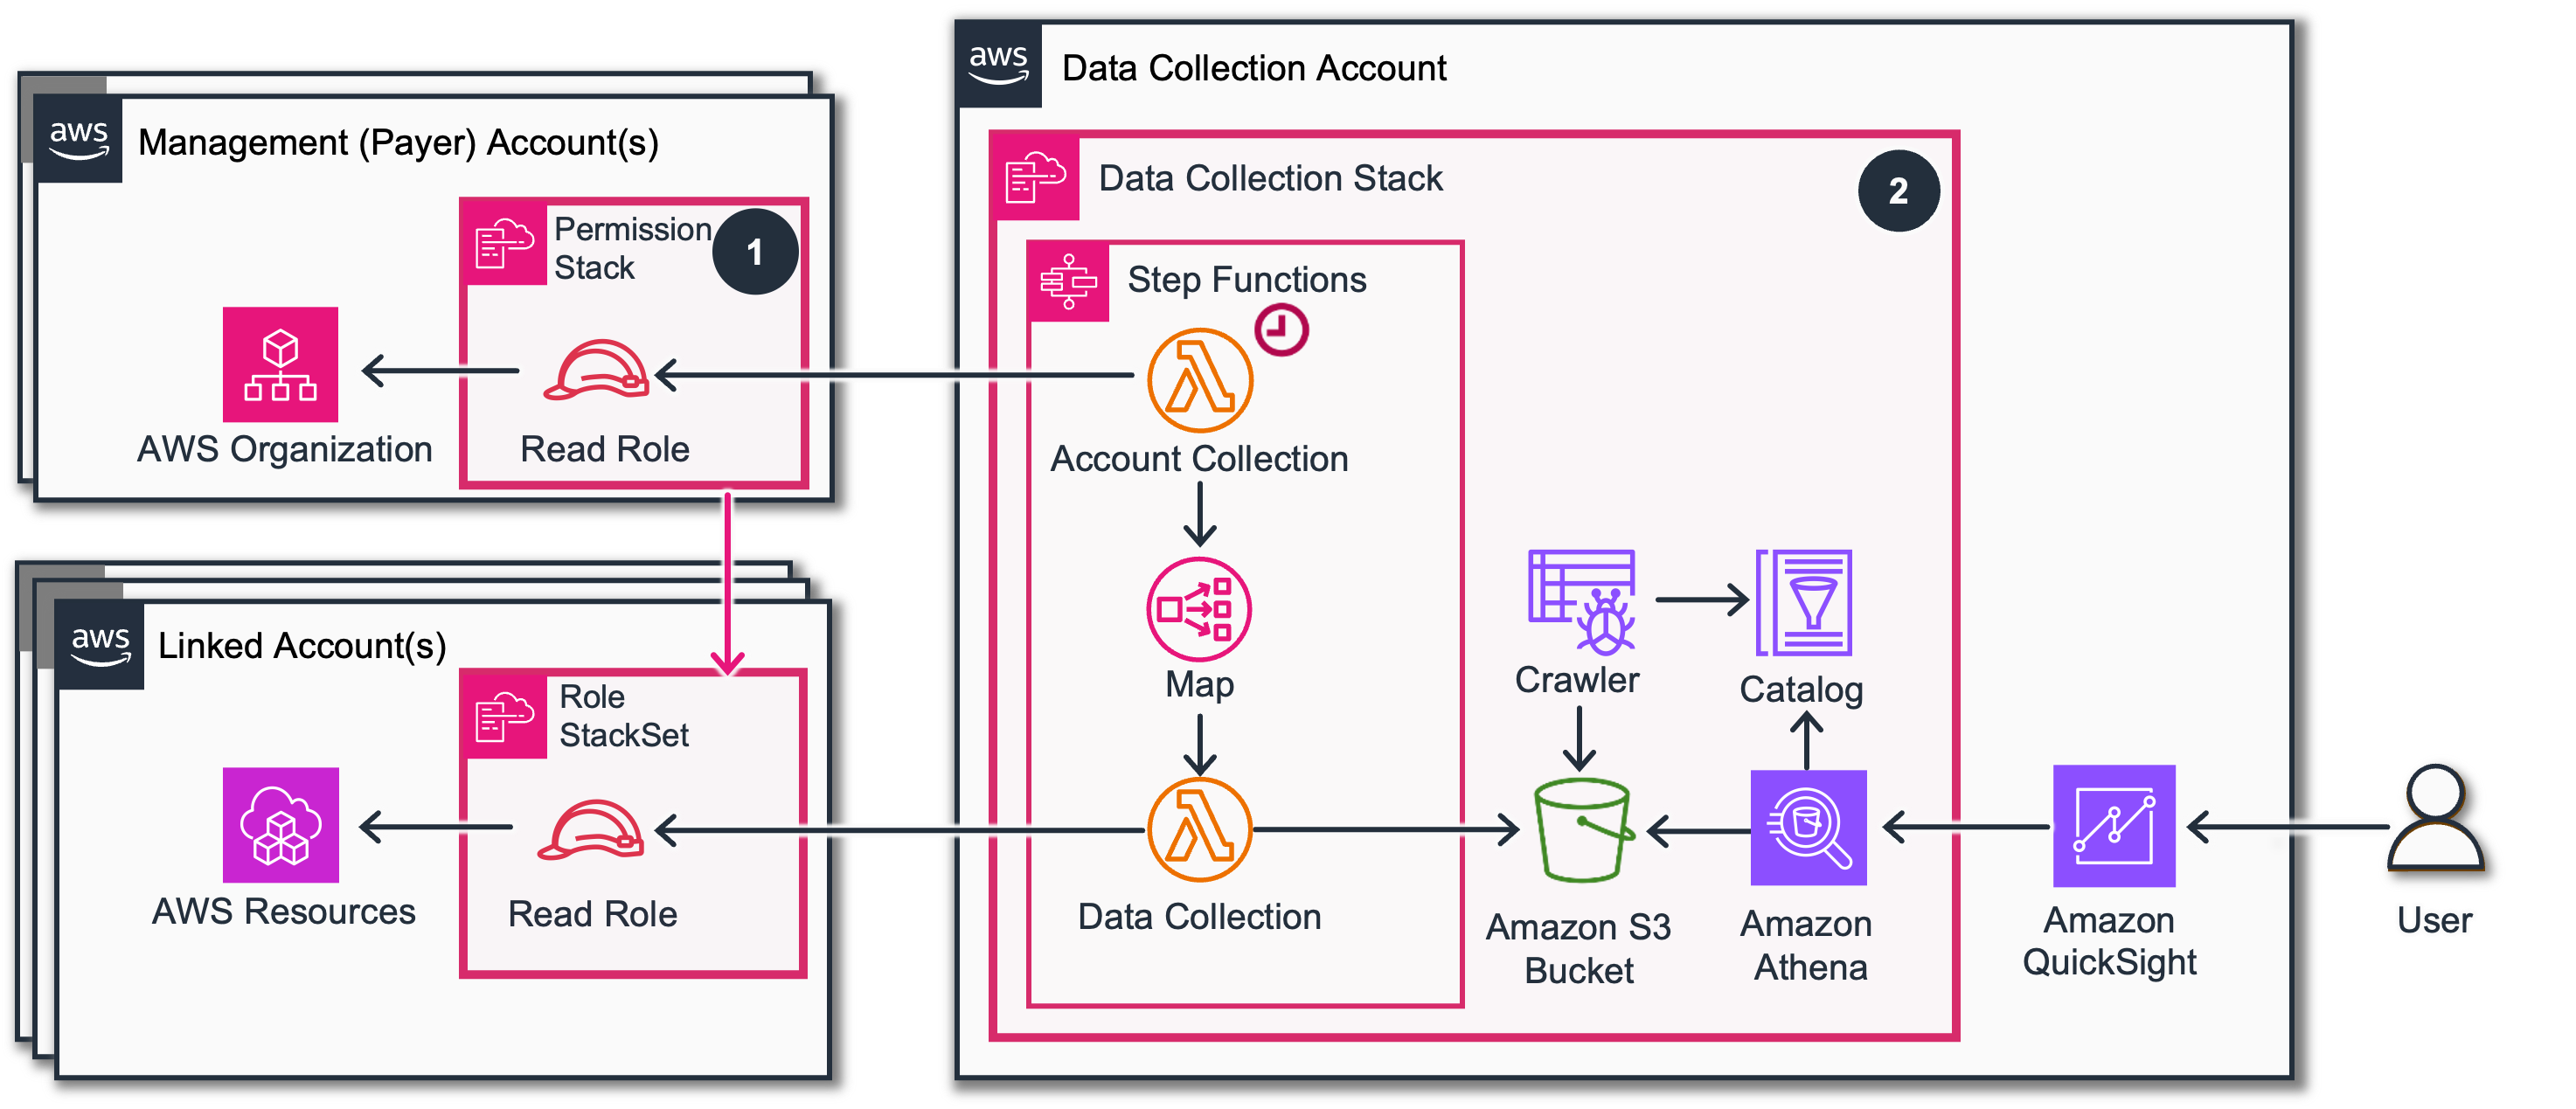 aws
Management (Payer) Account(s)
Permission
Stack
1
AWS Organization
Read Role
aws
Linked Account(s)
Role
StackSet
AWS Resources
Read Role
aws
Data Collection Account
Data Collection Stack
2
Step Functions
Account Collection
Map
Data Collection
Crawler
Catalog
Amazon S3
Bucket
Amazon
Athena
Amazon
QuickSight
User